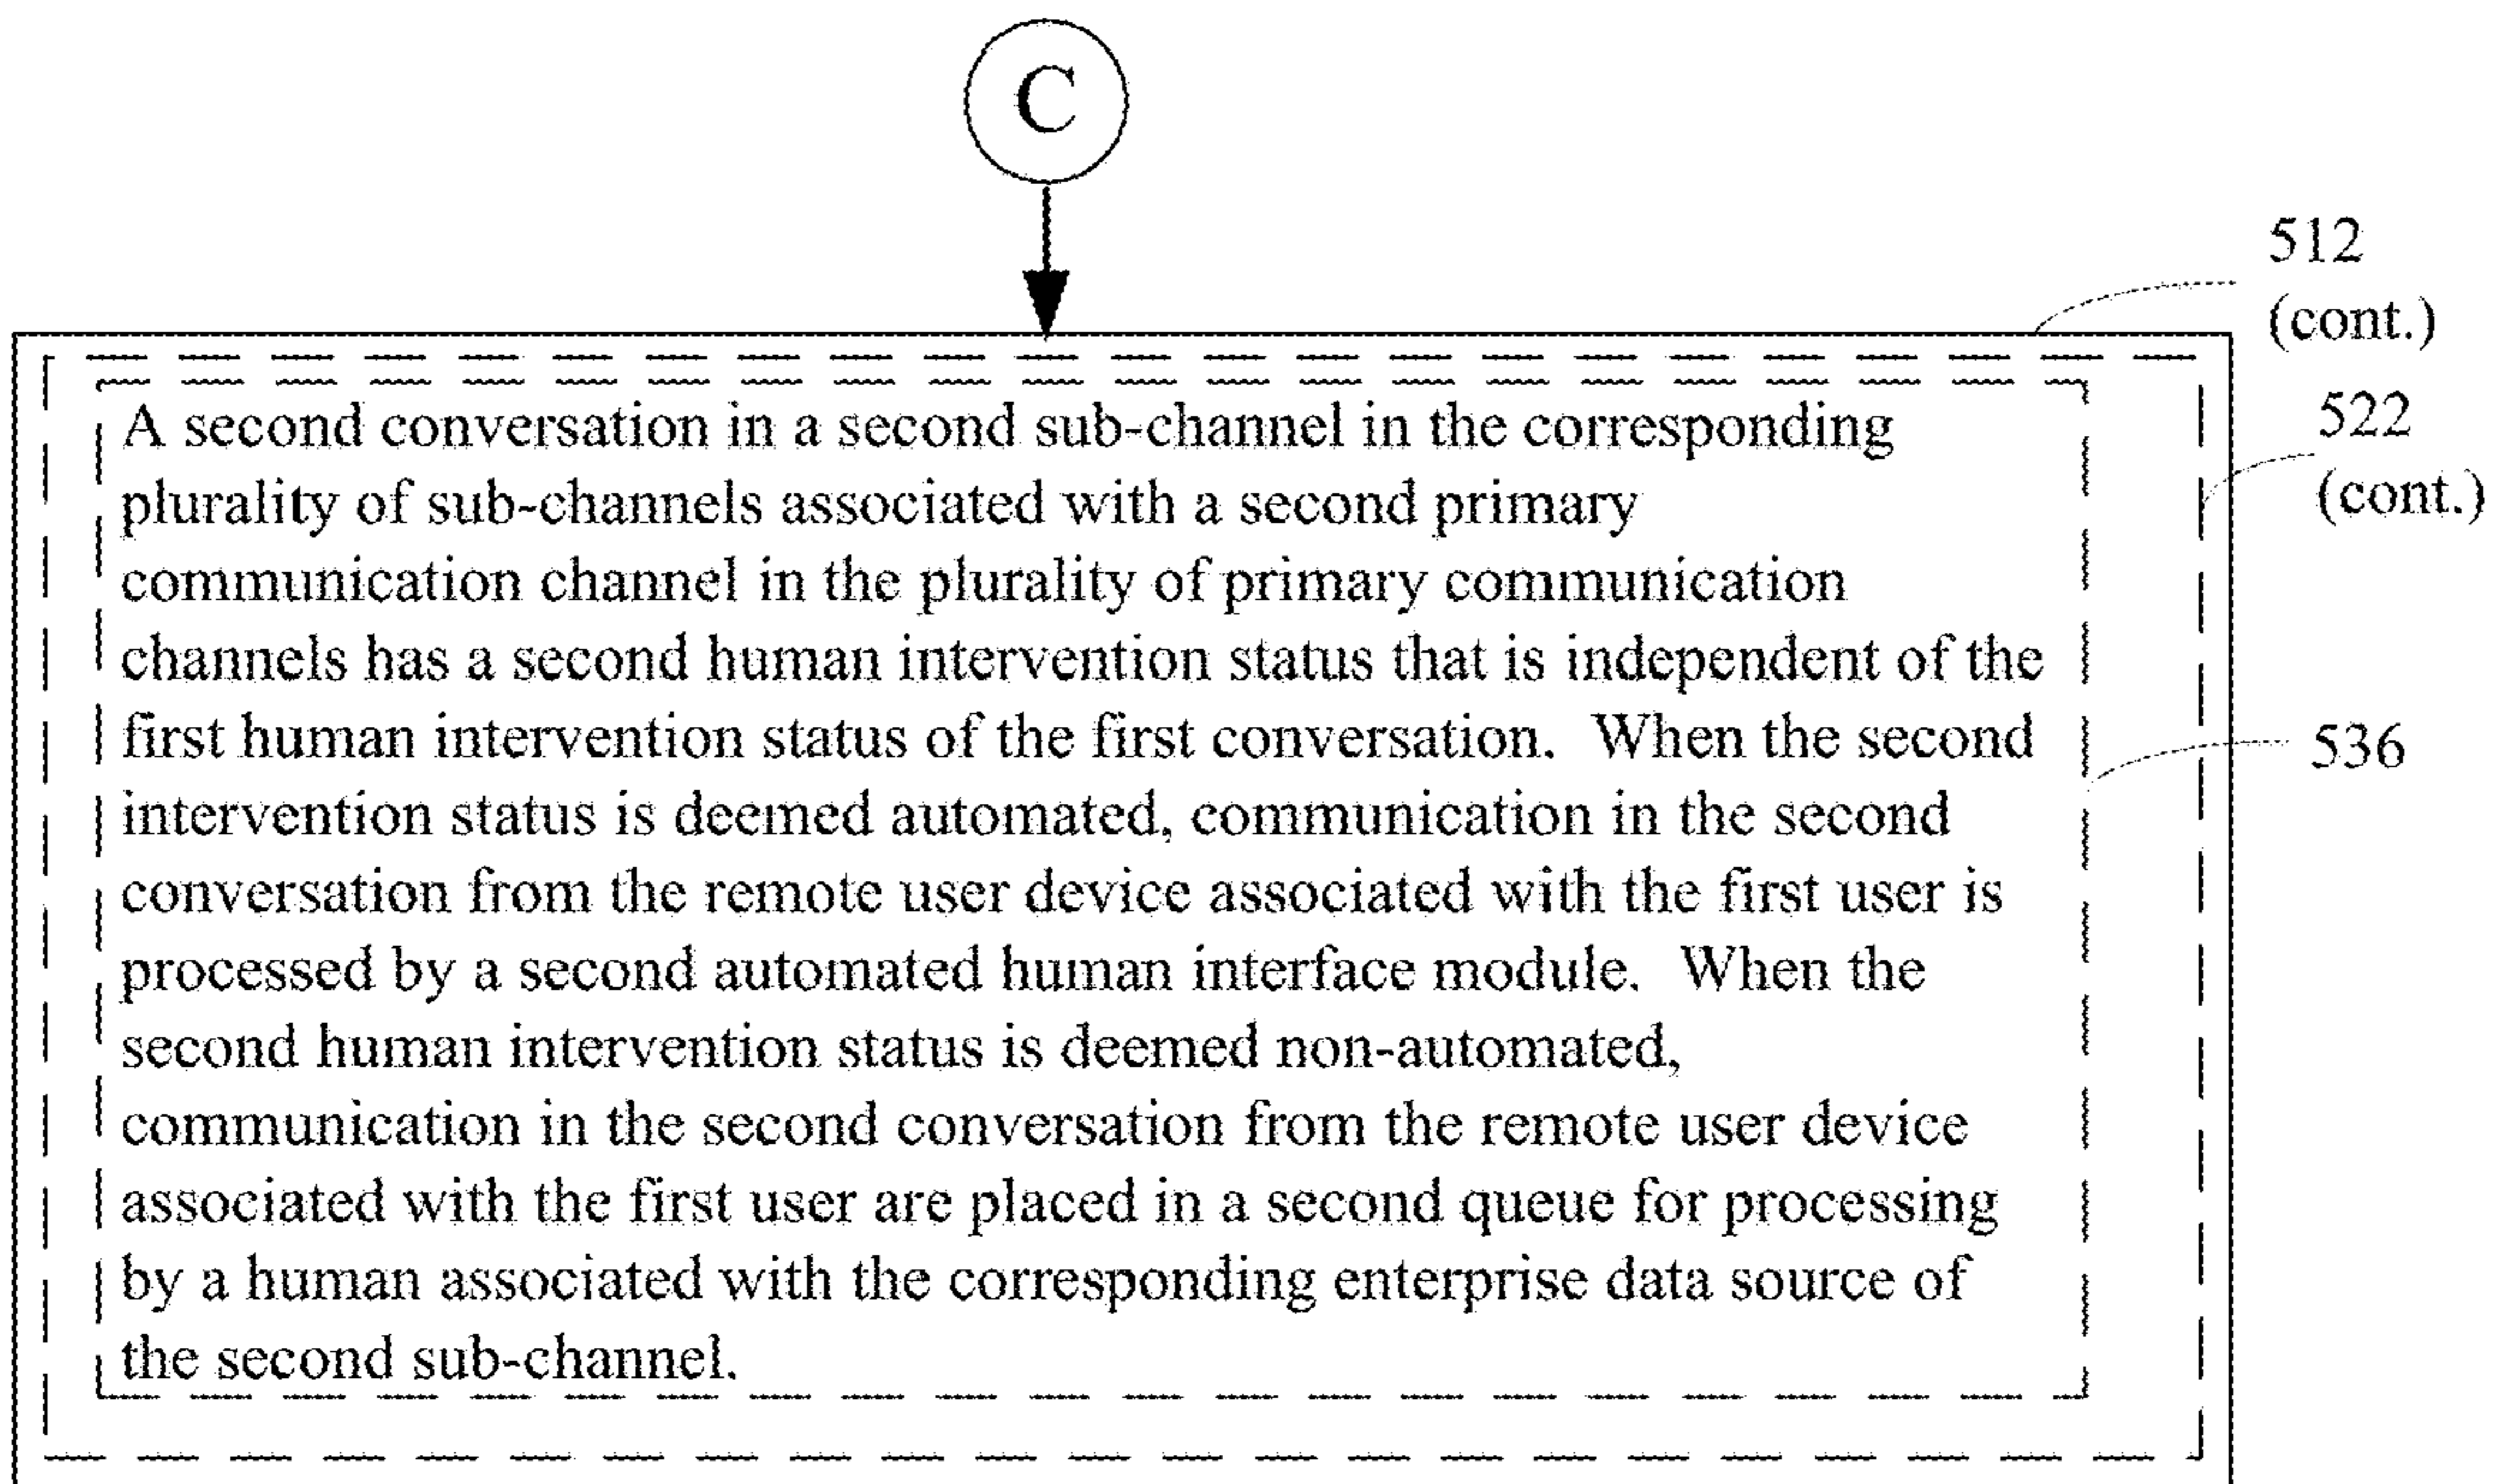 C
512
(cont.)
522
(cont.)
A second conversation in a second sub-channel in the corresponding
plurality of sub-channels associated with a second primary
communication channel in the plurality of primary communication
channels has a second human intervention status that is independent of the
first human intervention status of the first conversation.  When the second
intervention status is deemed automated, communication in the second
conversation from the remote user device associated with the first user is
processed by a second automated human interface module.  When the
second human intervention status is deemed non-automated,
communication in the second conversation from the remote user device
associated with the first user are placed in a second queue for processing
by a human associated with the corresponding enterprise data source of
the second sub-channel.
536